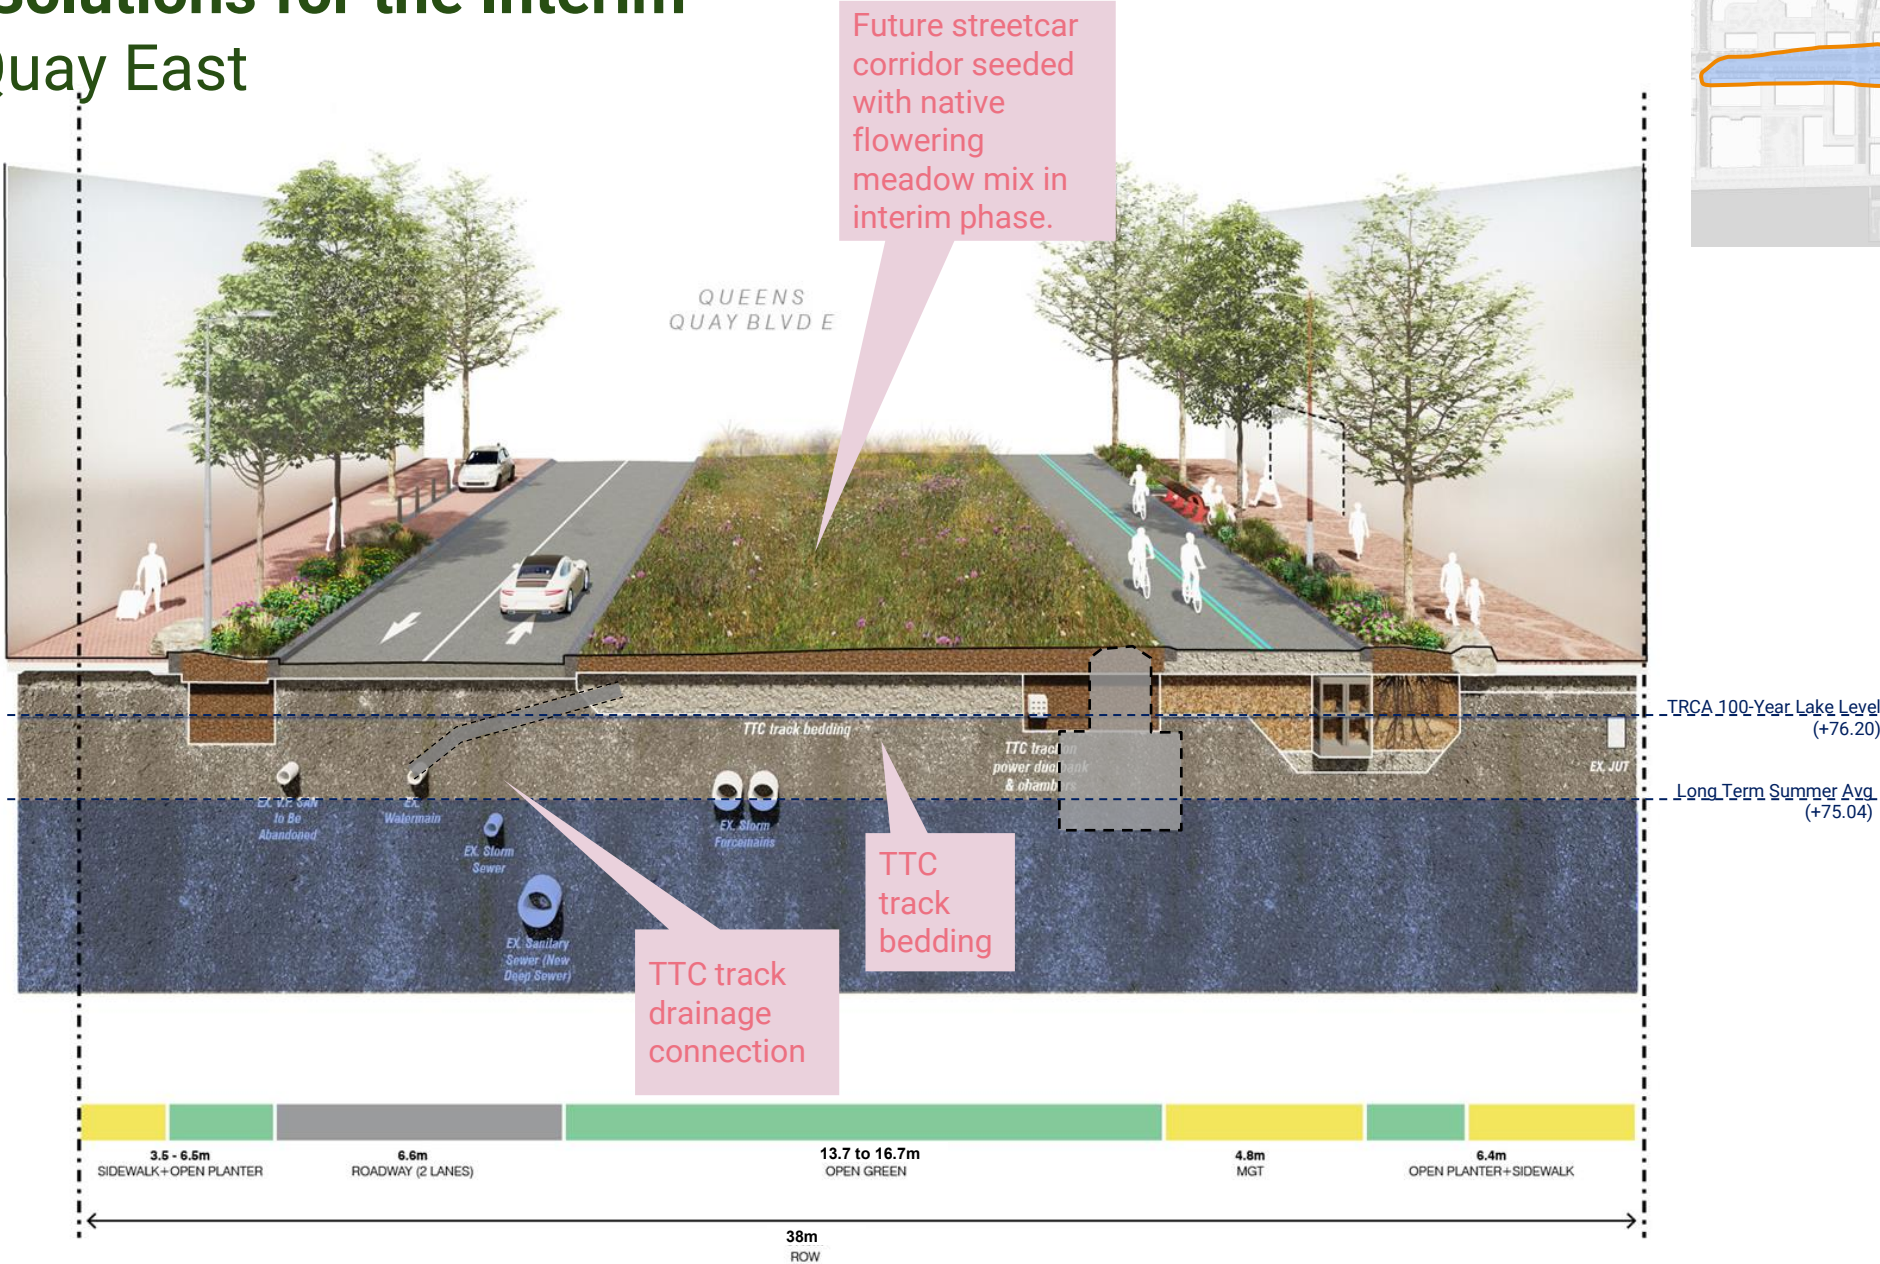 Solutions for the Interim
Quay East
Future streetcar
corridor seeded
with native
flowering
meadow mix in
interim phase.
QUEENS
QUAY BLVD E
TRCA 100-Year Lake Level
(+76.20)
TTC track bedding
TTC traction
power duct bank
& chambers
EX. JUT
Long Term Summer Avg
(+75.04)
EX. V.P. SAN
to Be
Abandoned
EX.
Watermain
EX. Storm
Sewer
EX. Storm
Forcemains
EX. Sanitary
Sewer (New
Deep Sewer)
TTC
track
bedding
TTC track
drainage
connection
3.5 - 6.5m
SIDEWALK+OPEN PLANTER
6.6m
ROADWAY (2 LANES)
13.7 to 16.7m
OPEN GREEN
4.8m
MGT
6.4m
OPEN PLANTER+SIDEWALK
38m
ROW